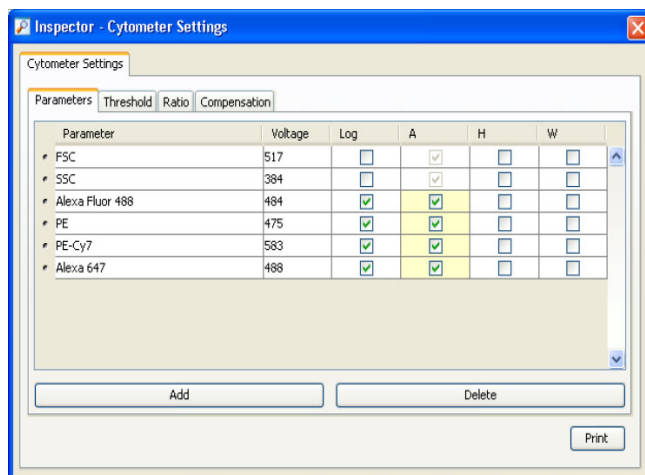 Inspector - Cytometer Settings
Cytometer Settings
Parameters Threshold Ratio Compensation
Parameter Voltage Log A H W
FSC 517
SSC 384
Alexa Fluor 488 484
PE 475
PE-Cy7 583
Alexa 647 488
Add Delete
Print